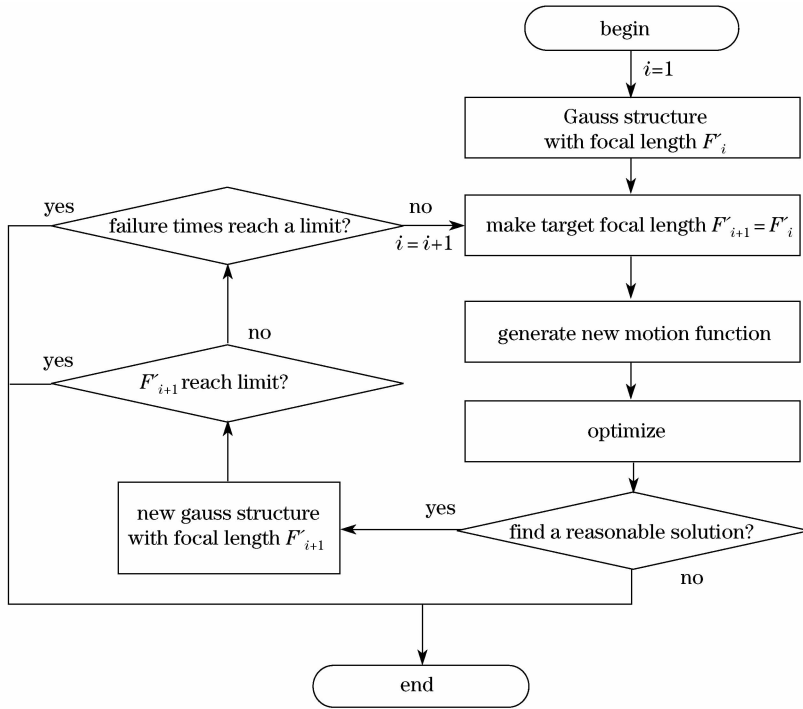 begin
i=1
Gauss structure
with focal length F′i
yes
failure times reach a limit?
no
i = i+1
make target focal length F′i+1 = F′i
no
generate new motion function
yes
F′i+1 reach limit?
optimize
new gauss structure
with focal length F′i+1
yes
find a reasonable solution?
no
end